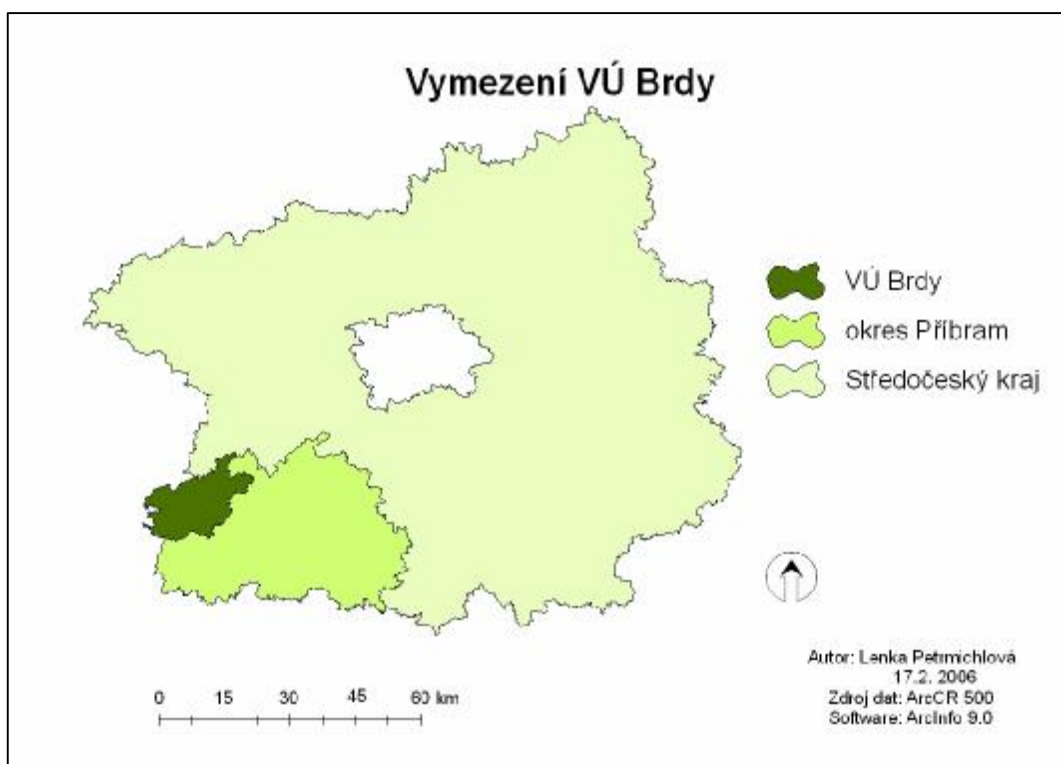 Vymezení VÚ Brdy
VÚ Brdy
okres Příbram
Středočeský kraj
0 15 30 45 60 km
Autor: Lenka Petrmichlová
17.2. 2006
Zdroj dat: ArcCR 500
Software: ArcInfo 9.0